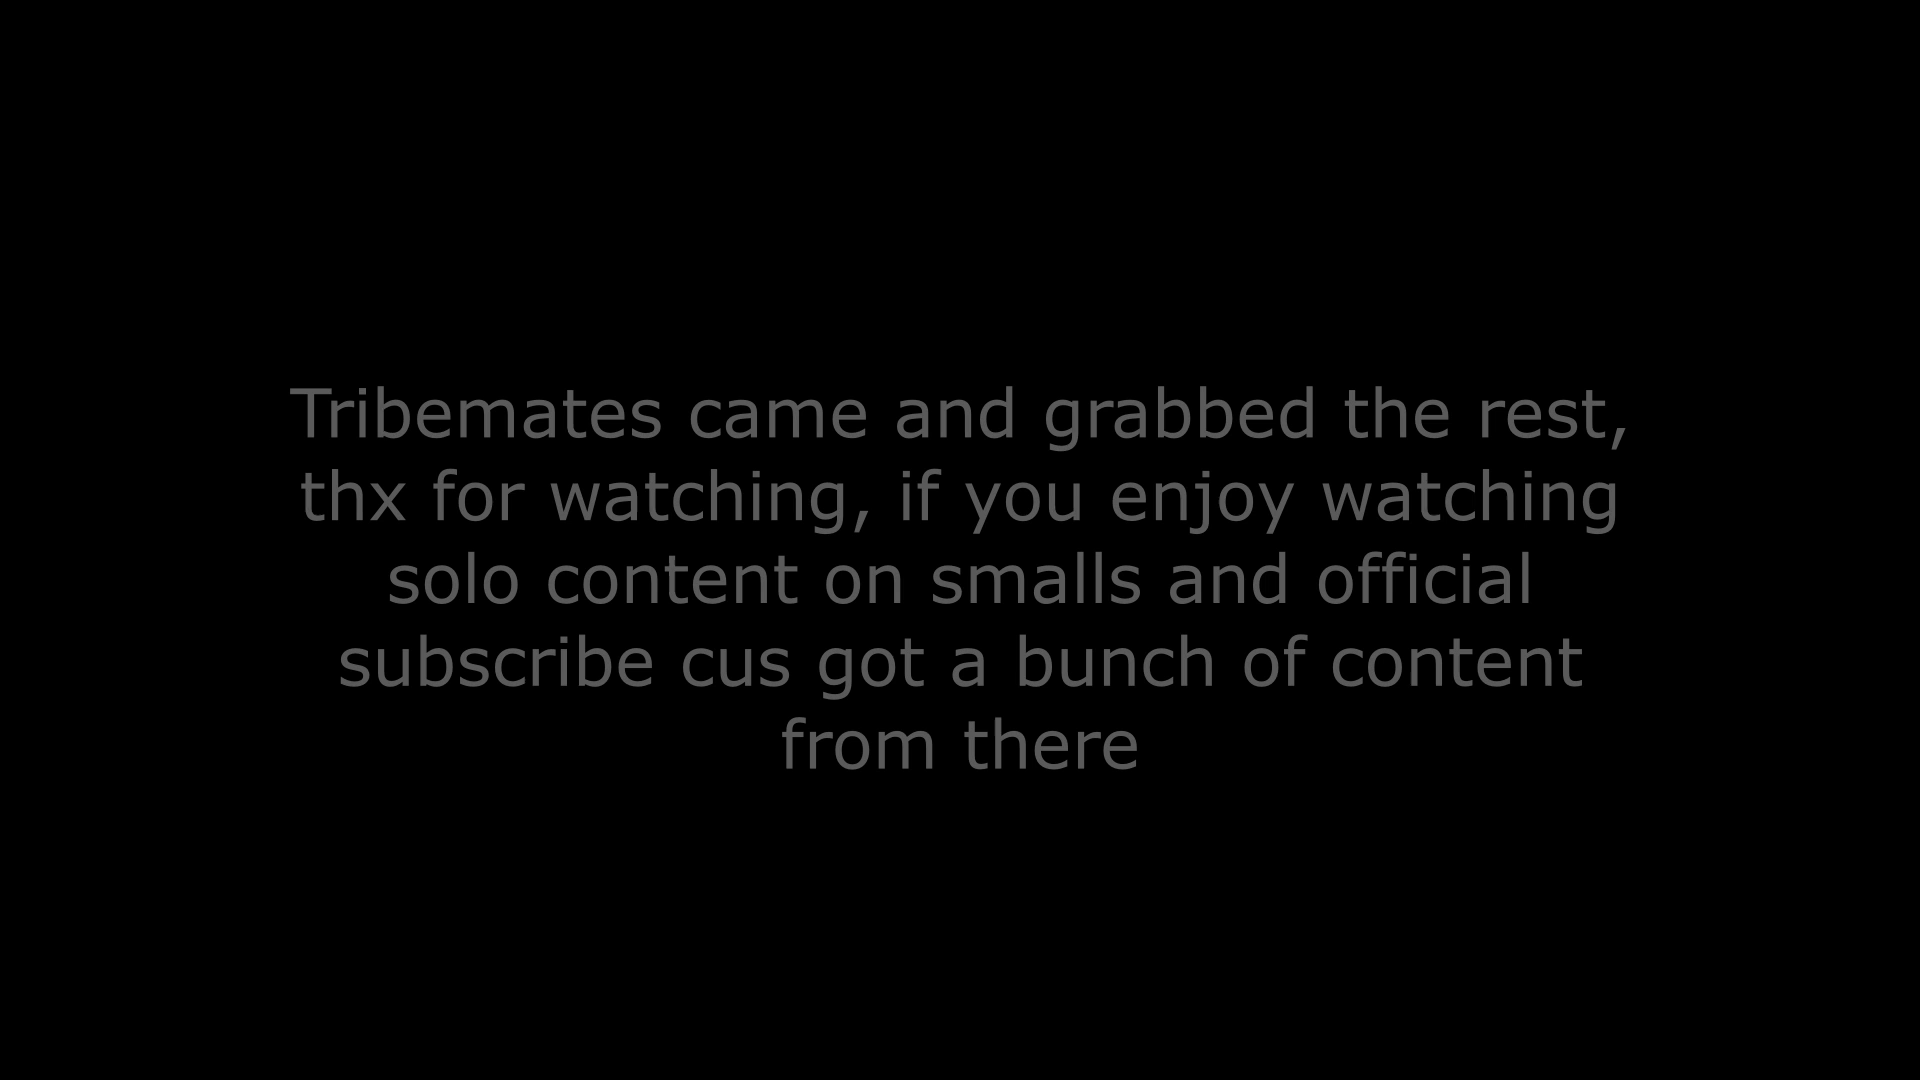 Tribemates came and grabbed the rest,
thx for watching, if you enjoy watching
solo content on smalls and official
subscribe cus got a bunch of content
from there